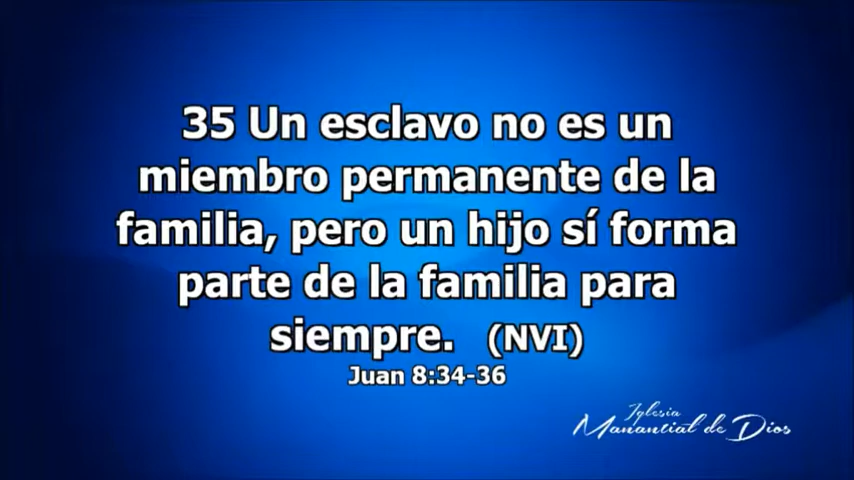 35 Un esclavo no es un
miembro permanente de la
familia, pero un hijo sí forma
parte de la familia para
siempre. (NVI)
Juan 8:34-36
Iglesia
Manantial de Dios